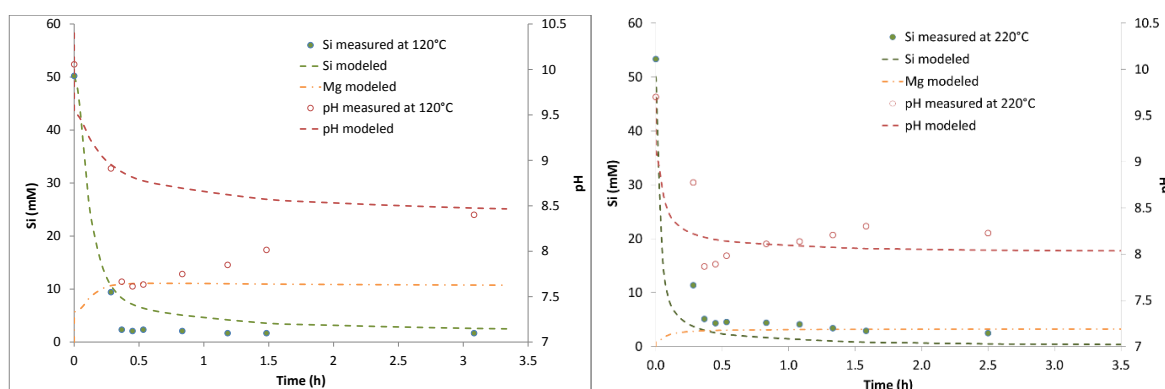 60
50
40
30
20
10
0
Si (mM)
10.5
10
9.5
9
8.5
8
7.5
7
pH
0
0.5
1
1.5
2
2.5
3
3.5
Time (h)
Si measured at 120°C
Si modeled
Mg modeled
pH measured at 120°C
pH modeled
60
50
40
30
20
10
0
Si (mM)
10.5
10
9.5
9
8.5
8
7.5
7
pH
0.0
0.5
1.0
1.5
2.0
2.5
3.0
3.5
Time (h)
Si measured at 220°C
Si modeled
Mg modeled
pH measured at 220°C
pH modeled